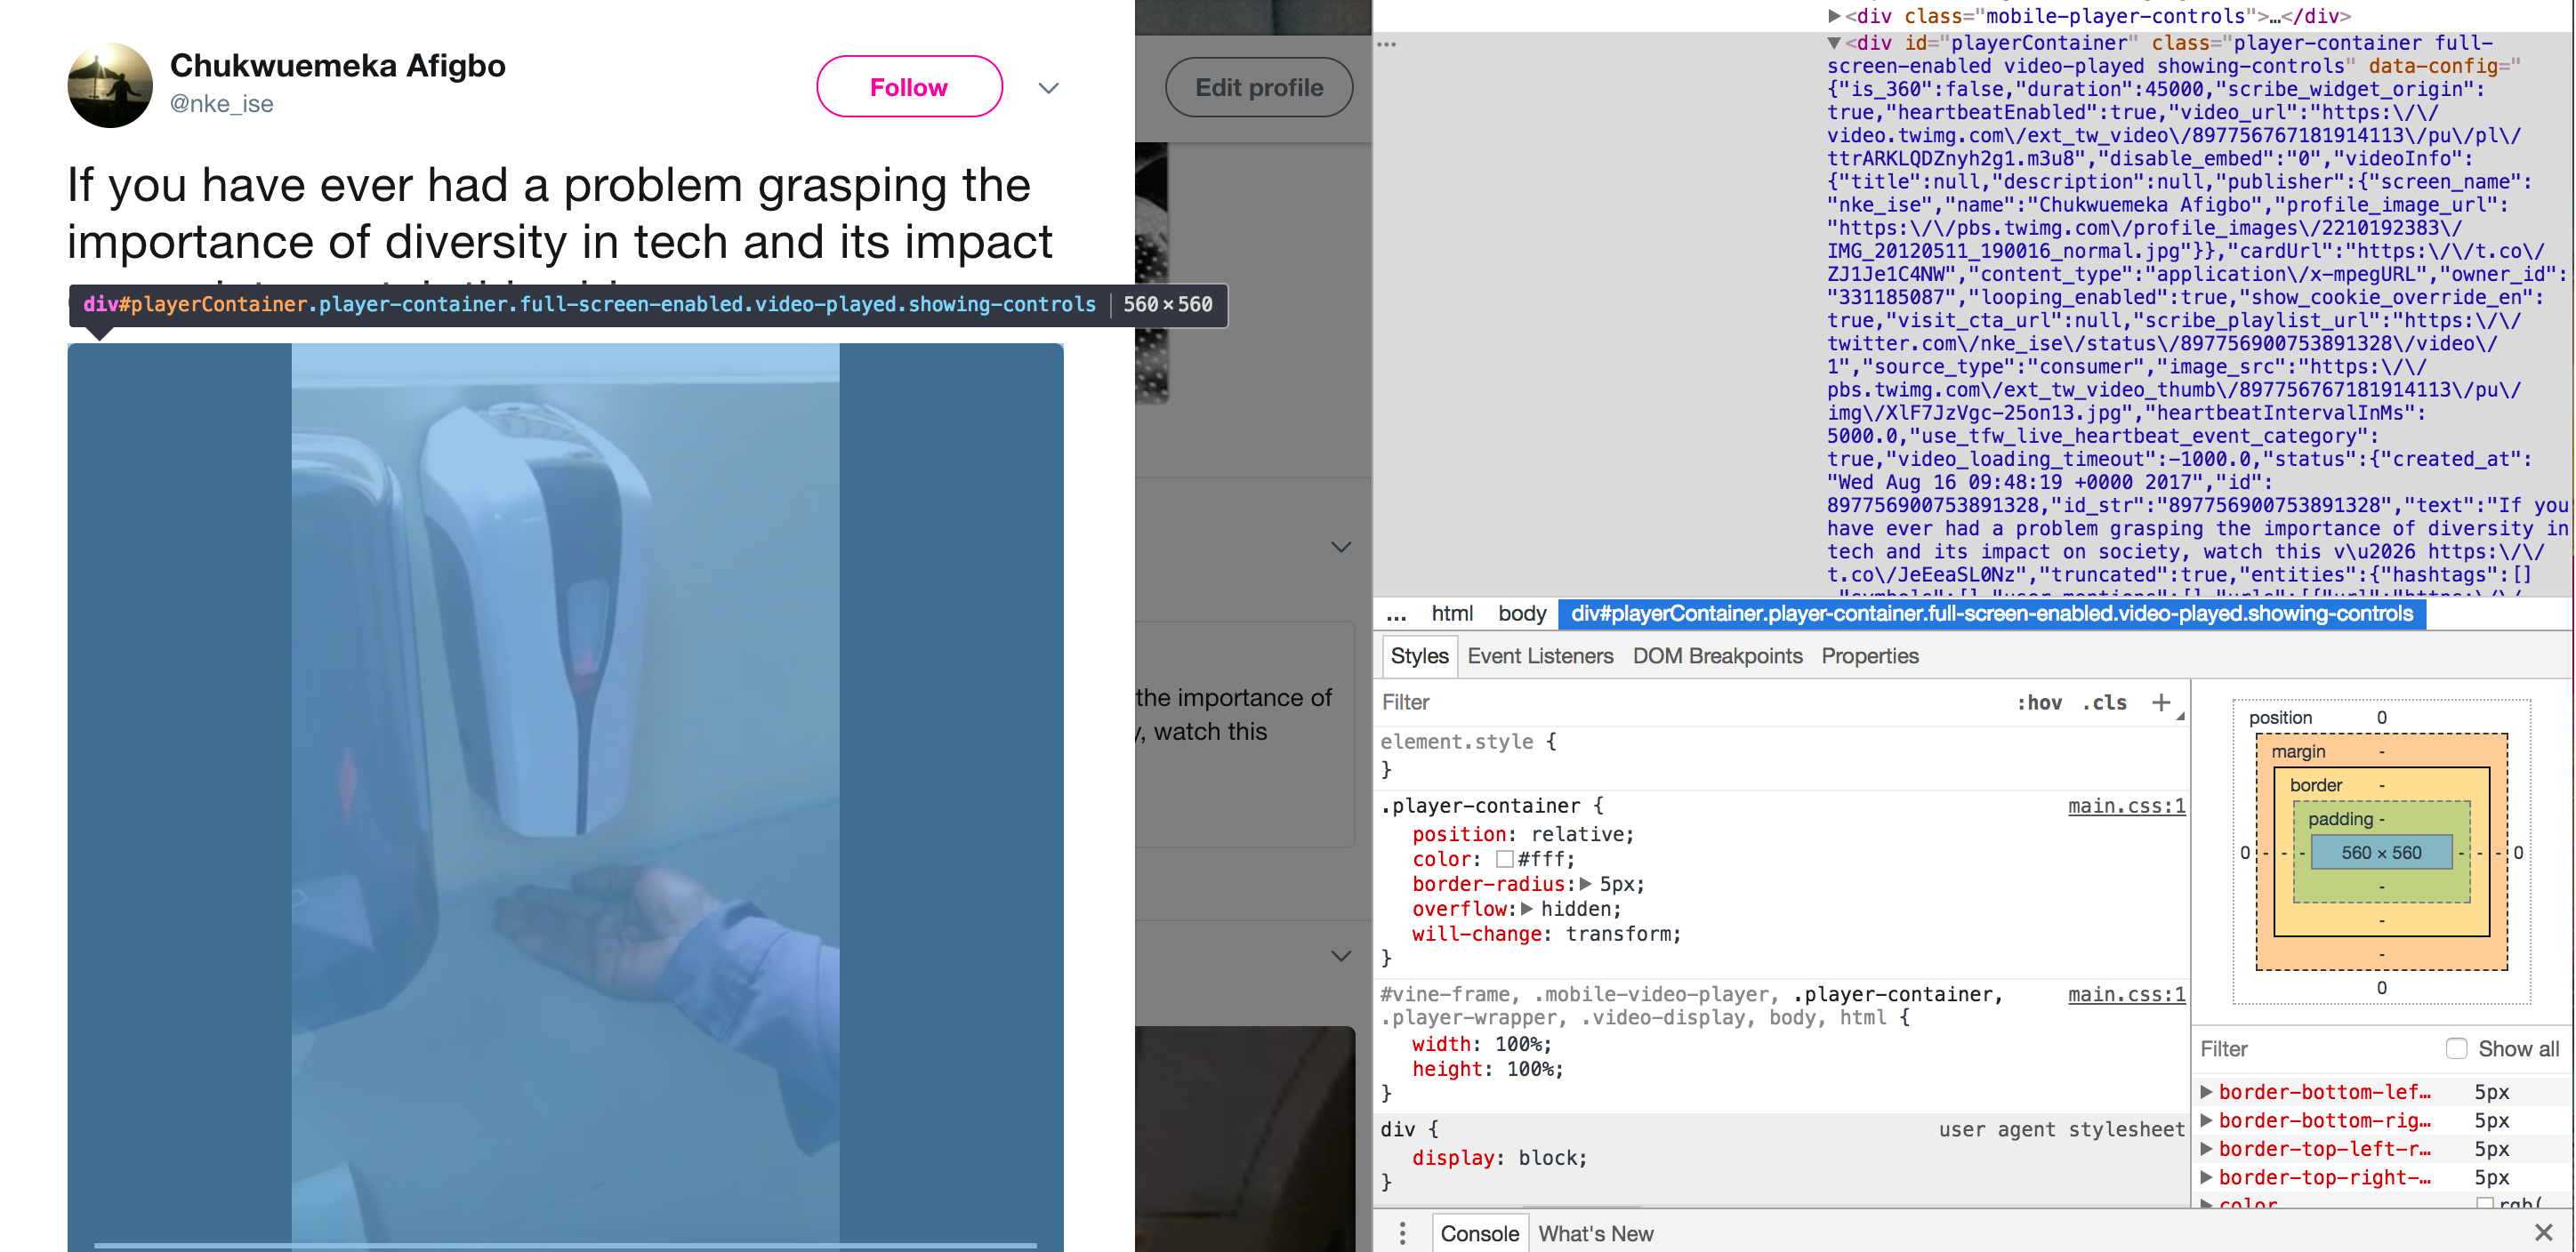 Chukwuemeka Afigbo
@nke_ise
Follow
If you have ever had a problem grasping the
importance of diversity in tech and its impact
div#playerContainer.player-container.full-screen-enabled.video-played.showing-controls | 560×560
Edit profile
the importance of
, watch this
▶<div class="mobile-player-controls">…</div>
…
▼<div id="playerContainer" class="player-container full-
screen-enabled video-played showing-controls" data-config="
{"is_360":false,"duration":45000,"scribe_widget_origin":
true,"heartbeatEnabled":true,"video_url":"https:\/\/
video.twimg.com\/ext_tw_video\/897756767181914113\/pu\/pl\/
ttrARKLQDZnyh2g1.m3u8","disable_embed":"0","videoInfo":
{"title":null,"description":null,"publisher":{"screen_name":
"nke_ise","name":"Chukwuemeka Afigbo","profile_image_url":
"https:\/\/pbs.twimg.com\/profile_images\/2210192383\/
IMG_20120511_190016_normal.jpg"}},"cardUrl":"https:\/\/t.co\/
ZJ1Je1C4NW","content_type":"application\/x-mpegURL","owner_id":
"331185087","looping_enabled":true,"show_cookie_override_en":
true,"visit_cta_url":null,"scribe_playlist_url":"https:\/\/
twitter.com\/nke_ise\/status\/897756900753891328\/video\/
1","source_type":"consumer","image_src":"https:\/\/
pbs.twimg.com\/ext_tw_video_thumb\/897756767181914113\/pu\/
img\/XlF7JzVgc-25on13.jpg","heartbeatIntervalInMs":
5000.0,"use_tfw_live_heartbeat_event_category":
true,"video_loading_timeout":-1000.0,"status":{"created_at":
"Wed Aug 16 09:48:19 +0000 2017","id":
897756900753891328,"id_str":"897756900753891328","text":"If you
have ever had a problem grasping the importance of diversity in
tech and its impact on society, watch this v\u2026 https:\/\/
t.co\/JeEeaSL0Nz","truncated":true,"entities":{"hashtags":[]
… html body div#playerContainer.player-container.full-screen-enabled.video-played.showing-controls
Styles Event Listeners DOM Breakpoints Properties
Filter :hov .cls +
element.style {
}
.player-container { main.css:1
position: relative;
color: #fff;
border-radius:▶ 5px;
overflow:▶ hidden;
will-change: transform;
}
#vine-frame, .mobile-video-player, .player-container, main.css:1
.player-wrapper, .video-display, body, html {
width: 100%;
height: 100%;
}
div { user agent stylesheet
display: block;
}
position 0
margin -
border -
padding -
0 - - - 560 × 560 - - - 0
-
-
-
0
Filter Show all
▶ border-bottom-lef… 5px
▶ border-bottom-rig… 5px
▶ border-top-left-r… 5px
▶ border-top-right-… 5px
▶ color rgb(
Console What's New